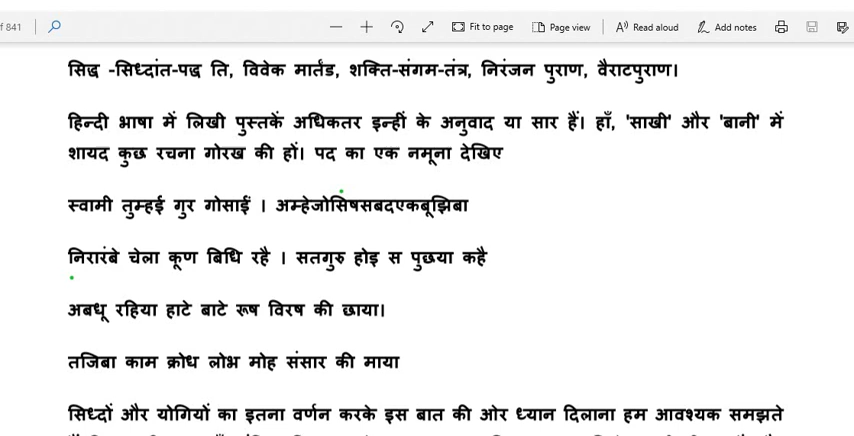 f 841
Fit to page
Page view
Read aloud
Add notes
सिद्ध -सिध्दांत-पद्ध ति, विवेक मार्तंड, शक्ति-संगम-तंत्र, निरंजन पुराण, वैराटपुराण।
हिन्दी भाषा में लिखी पुस्तकें अधिकतर इन्हीं के अनुवाद या सार हैं। हाँ, 'साखी' और 'बानी' में
शायद कुछ रचना गोरख की हों। पद का एक नमूना देखिए
स्वामी तुम्हई गुर गोसाईं । अम्हेजोसिषसबदएकबूझिबा
निरारंबे चेला कूण बिधि रहै । सतगुरु होइ स पुछया कहै
अबधू रहिया हाटे बाटे रूष विरष की छाया।
तजिबा काम क्रोध लोभ मोह संसार की माया
सिध्दों और योगियों का इतना वर्णन करके इस बात की ओर ध्यान दिलाना हम आवश्यक समझते